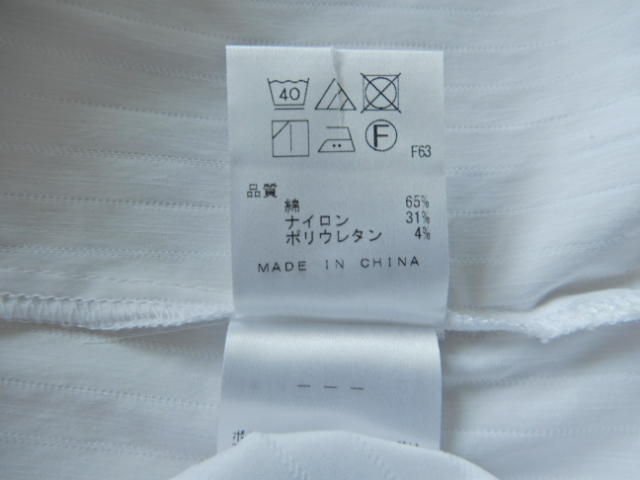 40
F
F63
品質
綿 65%
ナイロン 31%
ポリウレタン 4%
MADE IN CHINA
---